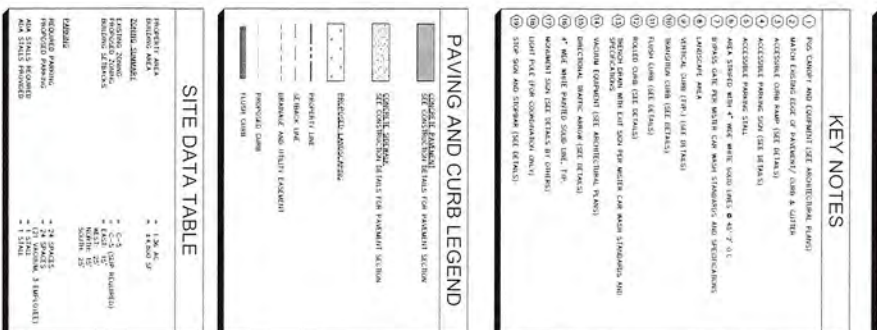 KEY NOTES
1 POS CANOPY AND EQUIPMENT (SEE ARCHITECTURAL PLANS)
2 MATCH EXISTING EDGE OF PAVEMENT/ CURB & GUTTER
3 ACCESSIBLE CURB RAMP (SEE DETAILS)
4 ACCESSIBLE PARKING SIGN (SEE DETAILS)
5 ACCESSIBLE PARKING STALL
6 AREA STRIPED WITH 4" WIDE WHITE SOLID LINES @ 45° 2' O.C.
7 BYPASS GATE PER MISTER CAR WASH STANDARDS AND SPECIFICATIONS
8 LANDSCAPE AREA
9 VERTICAL CURB (TYP.) (SEE DETAILS)
10 TRANSITION CURB (SEE DETAILS)
11 FLUSH CURB (SEE DETAILS)
12 ROLLED CURB (SEE DETAILS)
13 TRENCH DRAIN WITH EXIT SIGN PER MISTER CAR WASH STANDARDS AND
SPECIFICATIONS
14 VACUUM EQUIPMENT (SEE ARCHITECTURAL PLANS)
15 DIRECTIONAL TRAFFIC ARROW (SEE DETAILS)
16 4" WIDE WHITE PAINTED SOLID LINE, TYP.
17 MONUMENT SIGN (SEE DETAILS BY OTHERS)
18 LIGHT POLE (FOR COORDINATION ONLY)
19 STOP SIGN AND STOPBAR (SEE DETAILS)
PAVING AND CURB LEGEND
CONCRETE PAVEMENT
SEE CONSTRUCTION DETAILS FOR PAVEMENT SECTION
CONCRETE SIDEWALK
SEE CONSTRUCTION DETAILS FOR PAVEMENT SECTION
PROPOSED LANDSCAPING
PROPERTY LINE
SETBACK LINE
DRAINAGE AND UTILITY EASEMENT
PROPOSED CURB
FLUSH CURB
SITE DATA TABLE
PROPERTY AREA = 1.36 AC
BUILDING AREA = ±4,800 SF
ZONING SUMMARY
EXISTING ZONING = C-5
PROPOSED ZONING = C-5 (SUP REQUIRED)
BUILDING SETBACKS = EAST: 15'
WEST: 25'
NORTH: 15'
SOUTH: 25'
PARKING
REQUIRED PARKING = 24 SPACES
PROPOSED PARKING = 24 SPACES
(21 VACUUM, 3 EMPLOYEE)
ADA STALLS REQUIRED = 1 STALL
ADA STALLS PROVIDED = 1 STALL